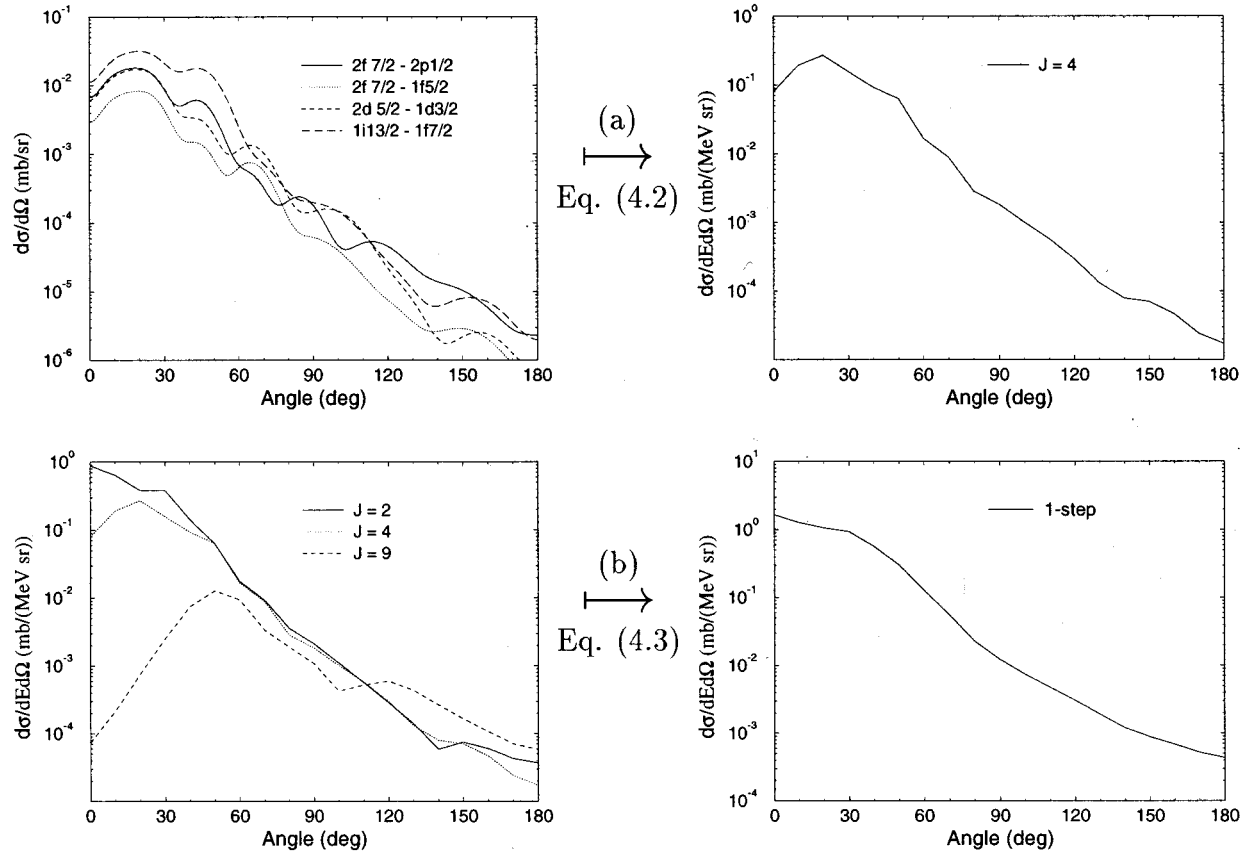 10^-1
10^-2
10^-3
10^-4
10^-5
10^-6
dσ/dΩ (mb/sr)
2f 7/2 - 2p1/2
2f 7/2 - 1f5/2
2d 5/2 - 1d3/2
1i13/2 - 1f7/2
0 30 60 90 120 150 180
Angle (deg)
(a)
Eq. (4.2)
10^0
10^-1
10^-2
10^-3
10^-4
dσ/dEdΩ (mb/(MeV sr))
J = 4
0 30 60 90 120 150 180
Angle (deg)
10^0
10^-1
10^-2
10^-3
10^-4
dσ/dEdΩ (mb/(MeV sr))
J = 2
J = 4
J = 9
0 30 60 90 120 150 180
Angle (deg)
(b)
Eq. (4.3)
10^1
10^0
10^-1
10^-2
10^-3
10^-4
dσ/dEdΩ (mb/(MeV sr))
1-step
0 30 60 90 120 150 180
Angle (deg)